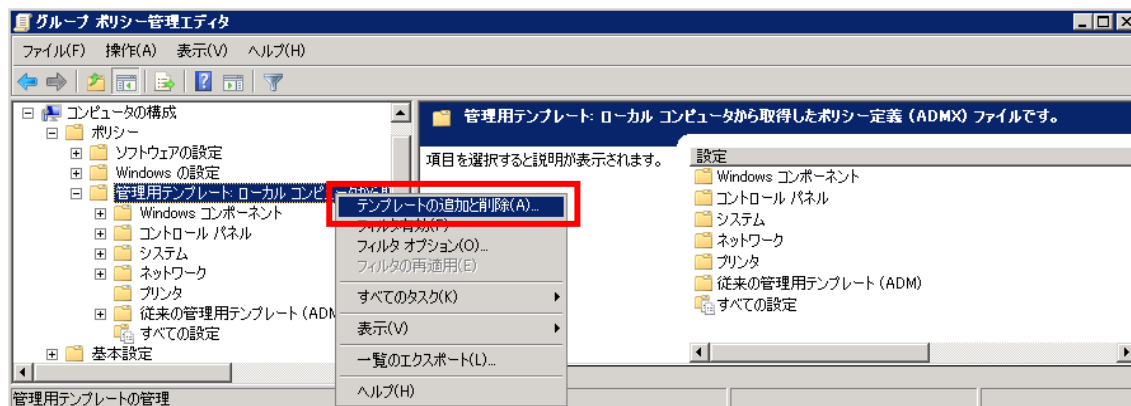 グループ ポリシー管理エディタ
ファイル(F) 操作(A) 表示(V) ヘルプ(H)
コンピュータの構成
ポリシー
ソフトウェアの設定
Windows の設定
管理用テンプレート: ローカル コンピュータから取
Windows コンポーネント
コントロール パネル
システム
ネットワーク
プリンタ
従来の管理用テンプレート (ADM
すべての設定
基本設定
テンプレートの追加と削除(A)...
フィルタ有効(F)
フィルタ オプション(O)...
フィルタの再適用(E)
すべてのタスク(K)
表示(V)
一覧のエクスポート(L)...
ヘルプ(H)
管理用テンプレート: ローカル コンピュータから取得したポリシー定義 (ADMX) ファイルです。
項目を選択すると説明が表示されます。
設定
Windows コンポーネント
コントロール パネル
システム
ネットワーク
プリンタ
従来の管理用テンプレート (ADM)
すべての設定
管理用テンプレートの管理